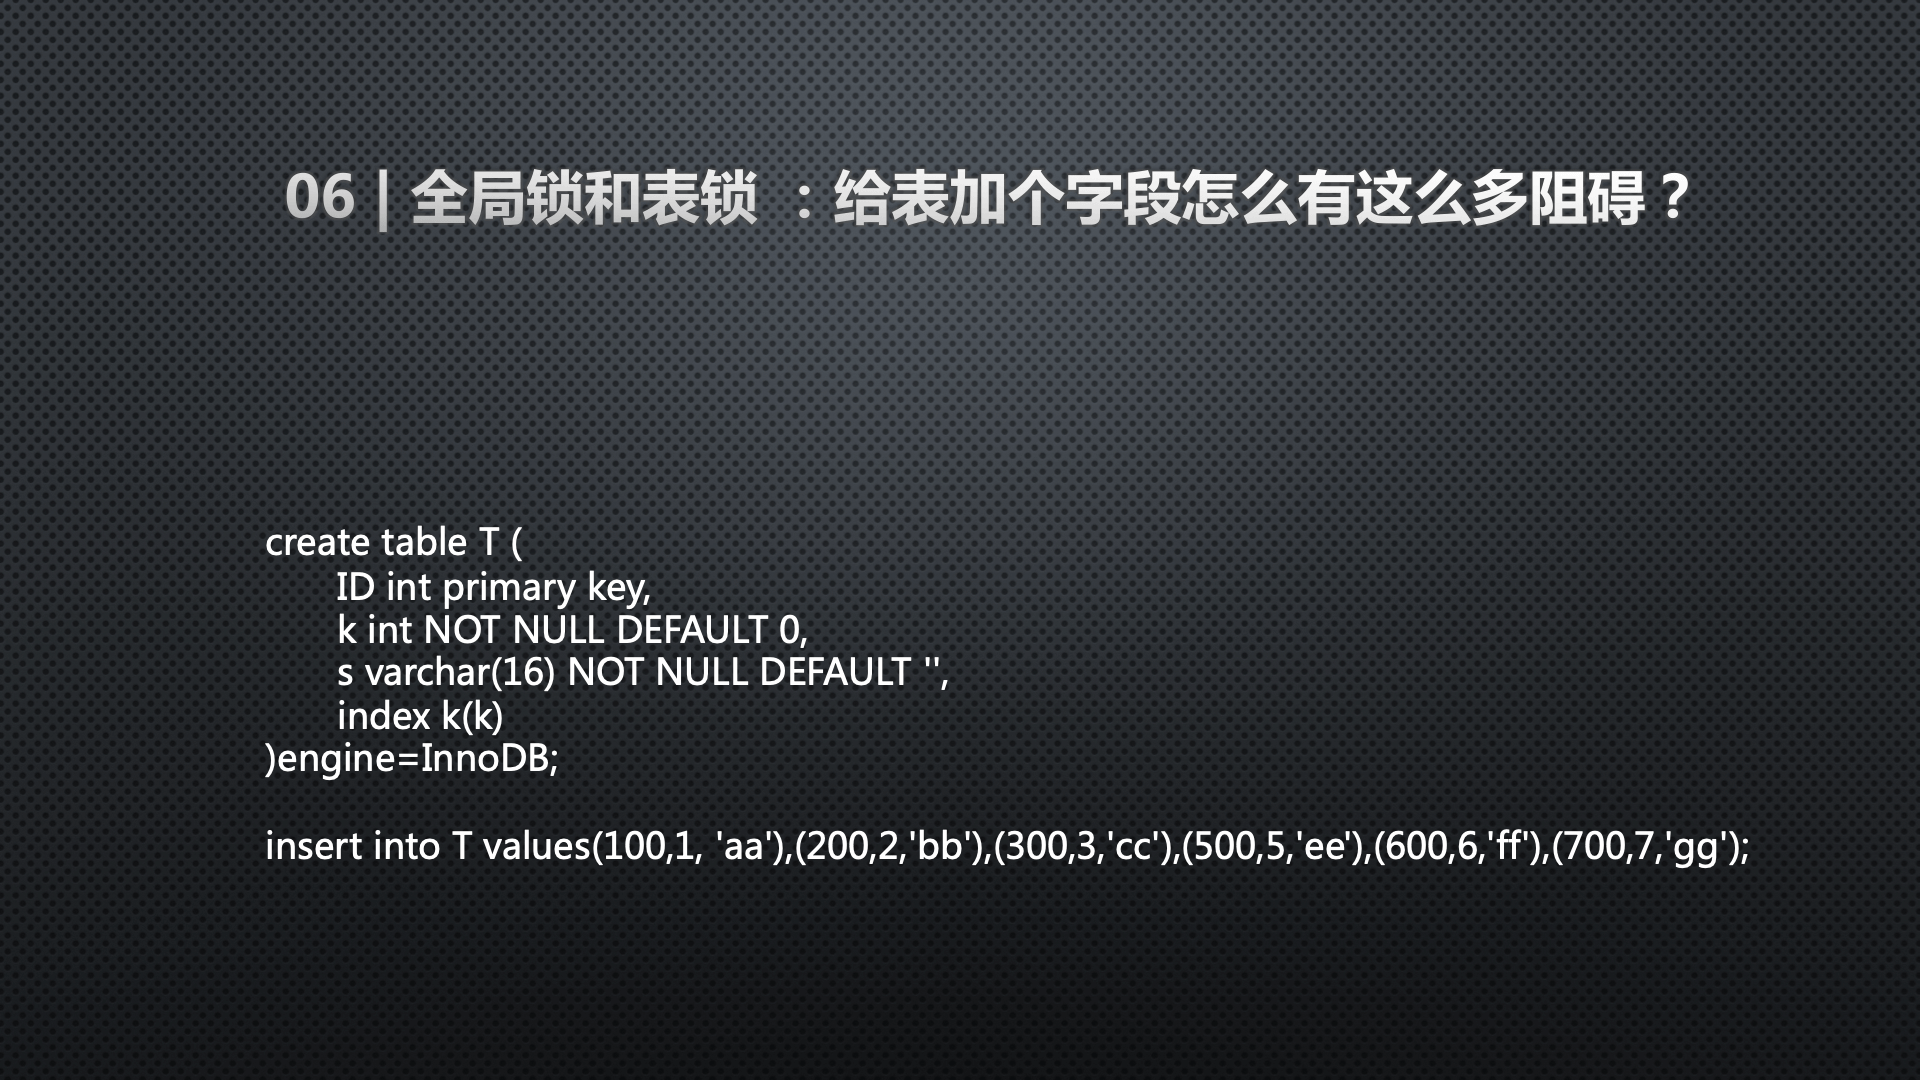 06 | 全局锁和表锁 ：给表加个字段怎么有这么多阻碍？
create table T (
ID int primary key,
k int NOT NULL DEFAULT 0,
s varchar(16) NOT NULL DEFAULT '',
index k(k)
)engine=InnoDB;
insert into T values(100,1, 'aa'),(200,2,'bb'),(300,3,'cc'),(500,5,'ee'),(600,6,'ff'),(700,7,'gg');